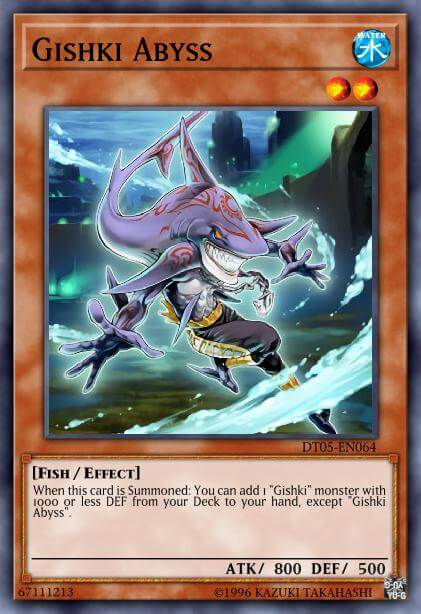 GISHKI ABYSS
WATER
水
DT05-EN064
[FISH / EFFECT]
When this card is Summoned: You can add 1 "Gishki" monster with
1000 or less DEF from your Deck to your hand, except "Gishki
Abyss".
ATK/ 800 DEF/ 500
67111213
©1996 KAZUKI TAKAHASHI